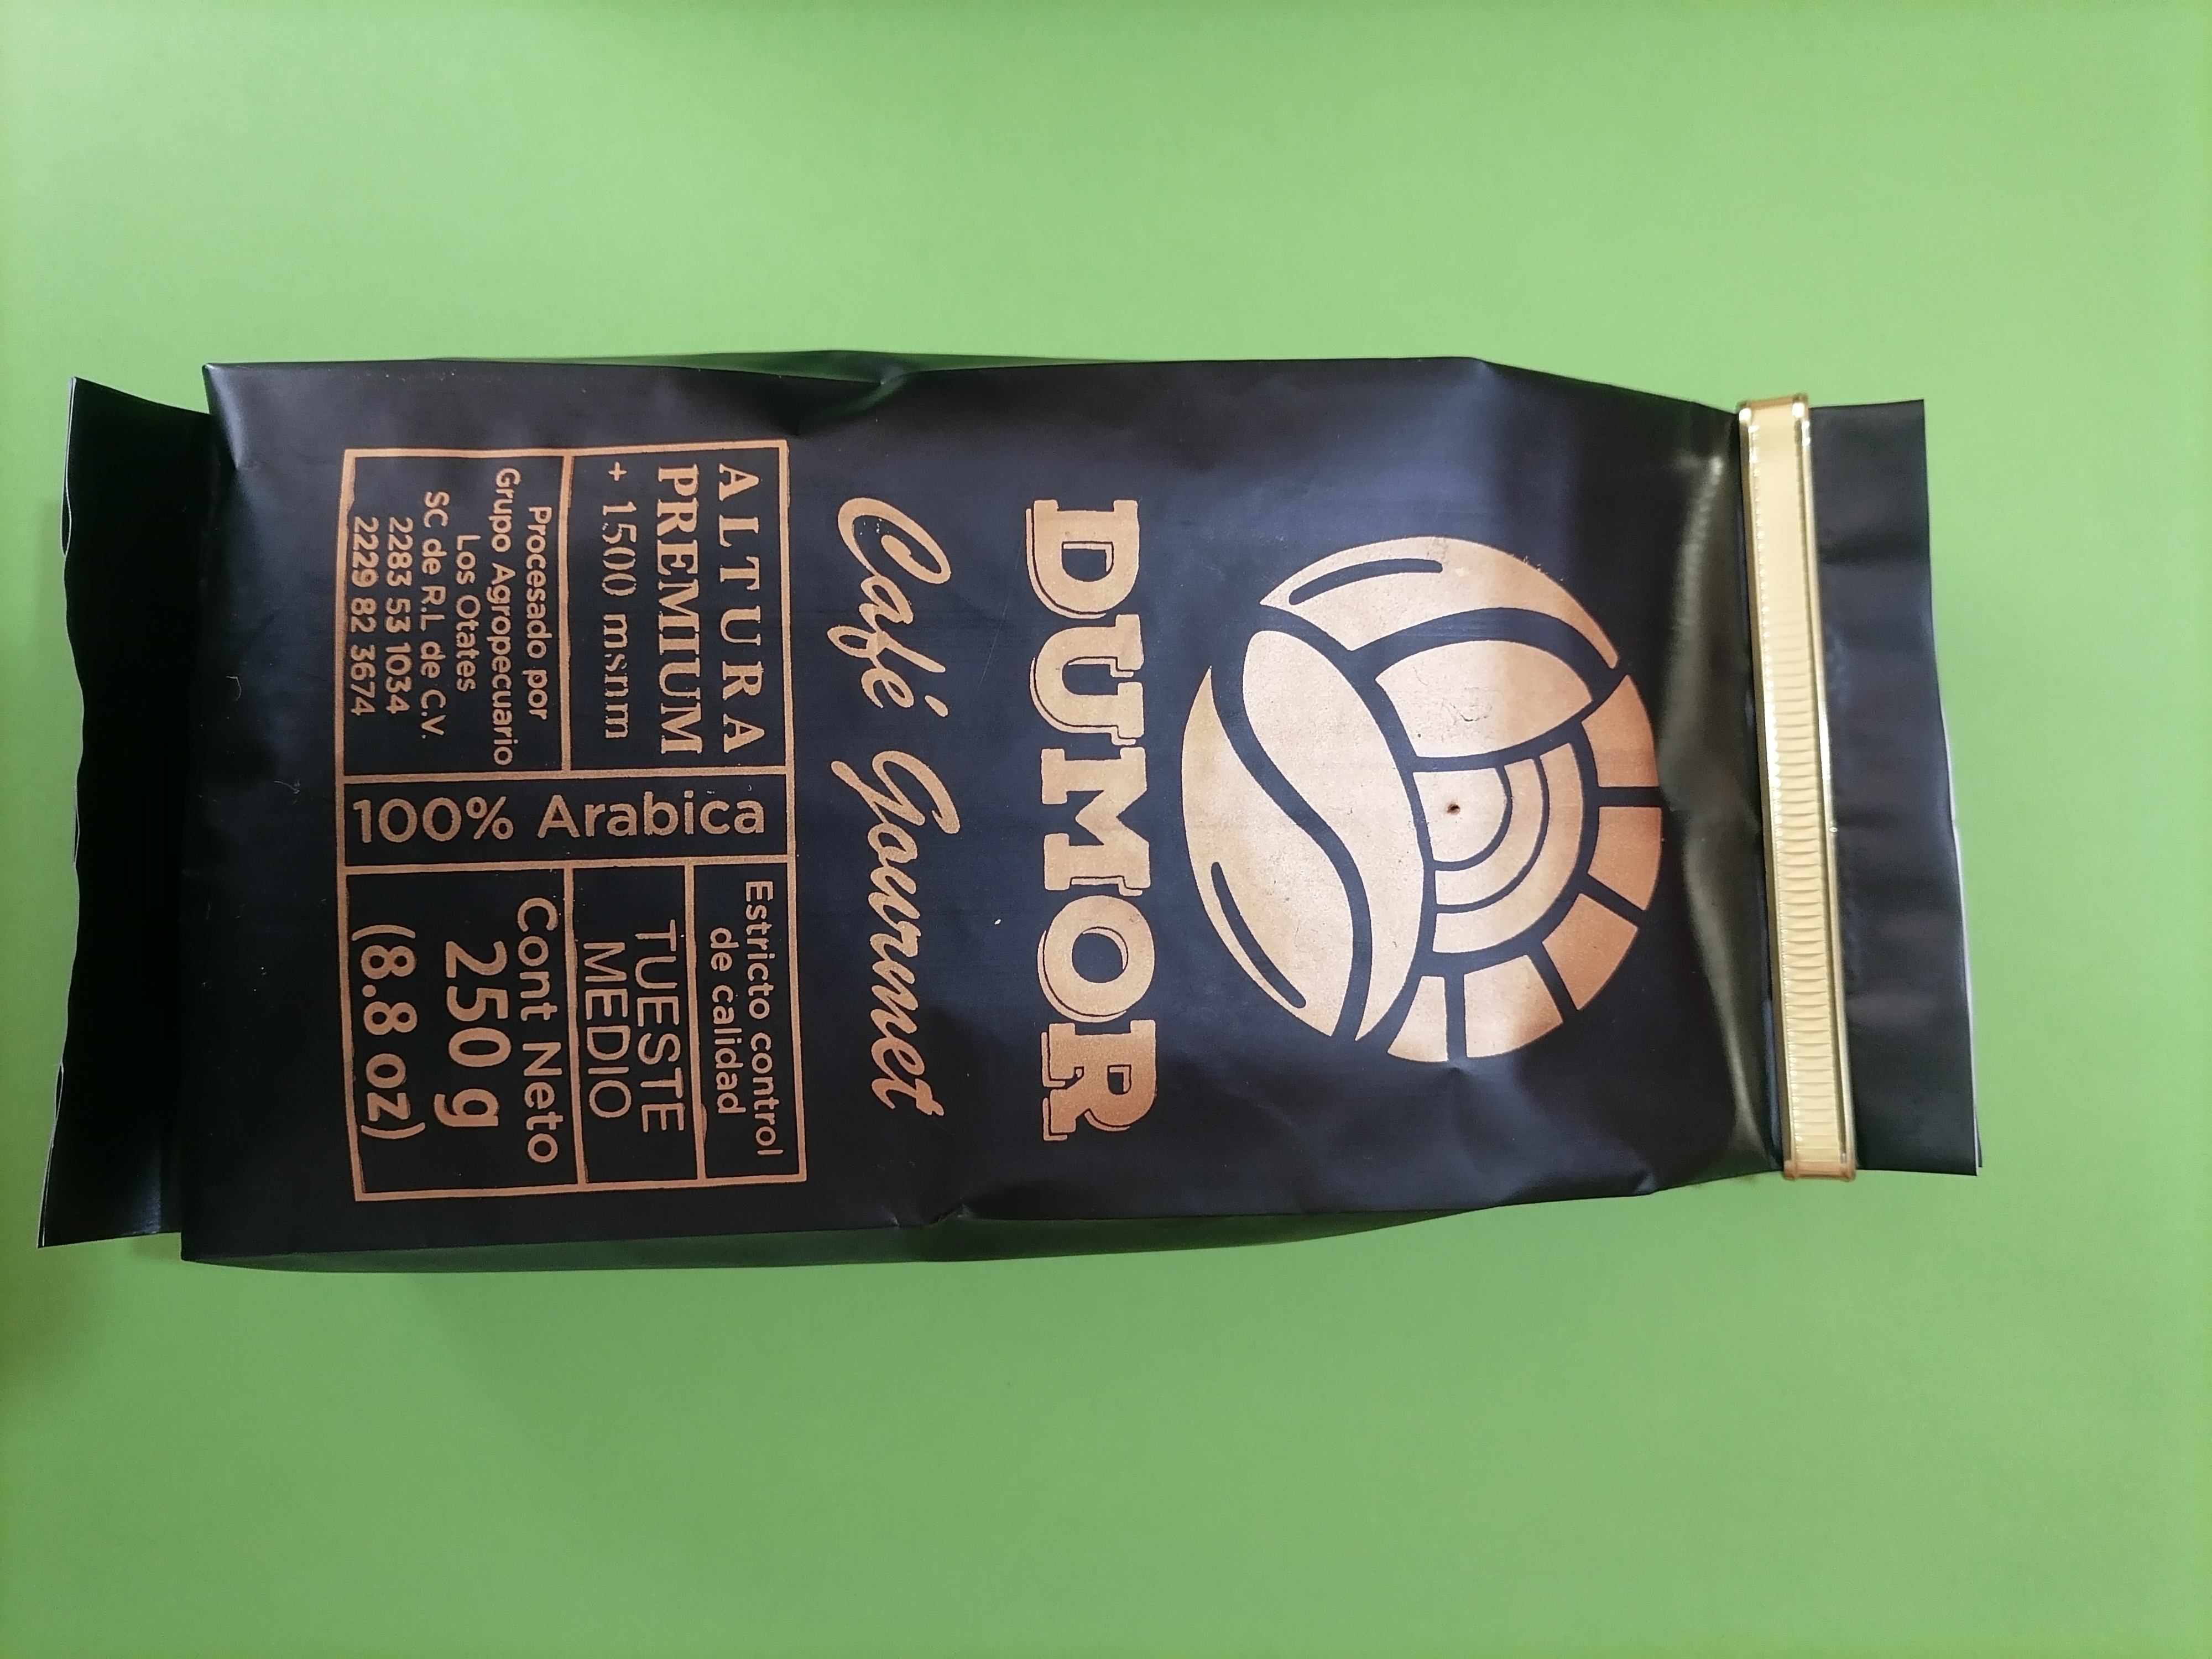 DUMOR
Café Gourmet
ALTURA
PREMIUM
+ 1500 msnm
Procesado por
Grupo Agropecuario
Los Otates
SC de R.L. de C.V.
2283 53 1034
2229 82 3674
100% Arabica
Estricto control
de calidad
TUESTE
MEDIO
Cont Neto
250 g
(8.8 oz)